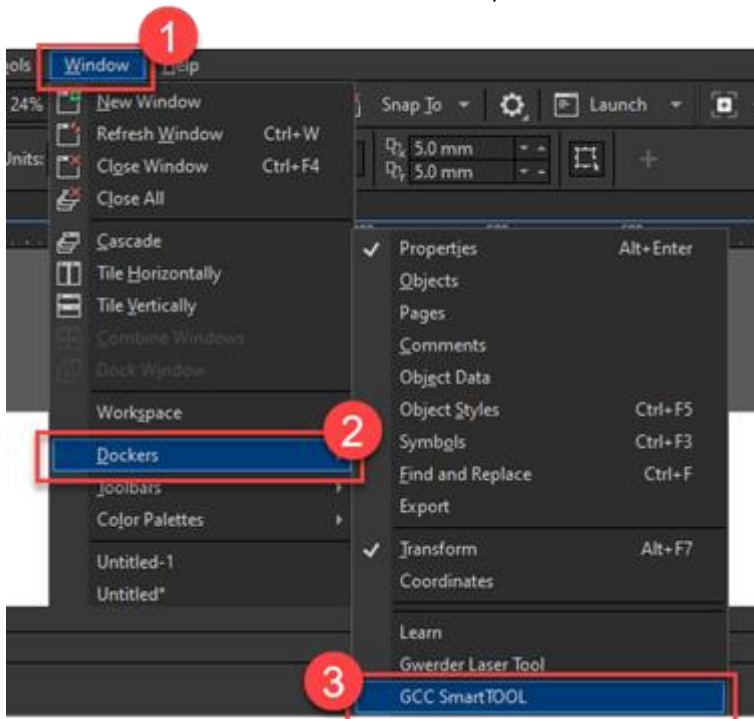 1
ools Window Help
24% New Window Snap To Launch
Refresh Window Ctrl+W
Units: Close Window Ctrl+F4 5.0 mm
Close All 5.0 mm
Cascade
Tile Horizontally
Tile Vertically
Combine Windows
Dock Window
Workspace
2
Dockers
Toolbars
Color Palettes
Untitled-1
Untitled*
Properties Alt+Enter
Objects
Pages
Comments
Object Data
Object Styles Ctrl+F5
Symbols Ctrl+F3
Find and Replace Ctrl+F
Export
Transform Alt+F7
Coordinates
Learn
Gwerder Laser Tool
3
GCC SmartTOOL